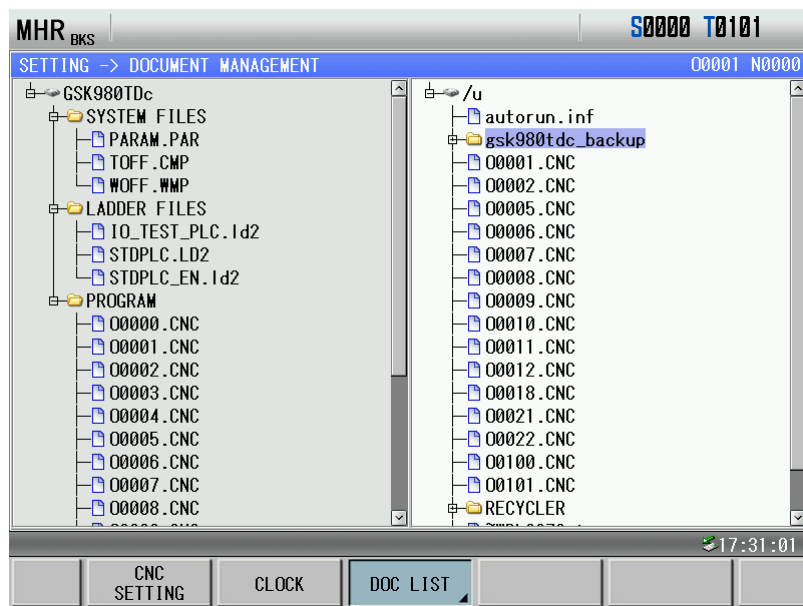 MHR BKS S0000 T0101
SETTING -> DOCUMENT MANAGEMENT O0001 N0000
GSK980TDc
SYSTEM FILES
PARAM.PAR
TOFF.CMP
WOFF.WMP
LADDER FILES
IO_TEST_PLC.ld2
STDPLC.LD2
STDPLC_EN.ld2
PROGRAM
O0000.CNC
O0001.CNC
O0002.CNC
O0003.CNC
O0004.CNC
O0005.CNC
O0006.CNC
O0007.CNC
O0008.CNC
/u
autorun.inf
gsk980tdc_backup
O0001.CNC
O0002.CNC
O0005.CNC
O0006.CNC
O0007.CNC
O0008.CNC
O0009.CNC
O0010.CNC
O0011.CNC
O0012.CNC
O0018.CNC
O0021.CNC
O0022.CNC
O0100.CNC
O0101.CNC
RECYCLER
17:31:01
CNC
SETTING
CLOCK
DOC LIST